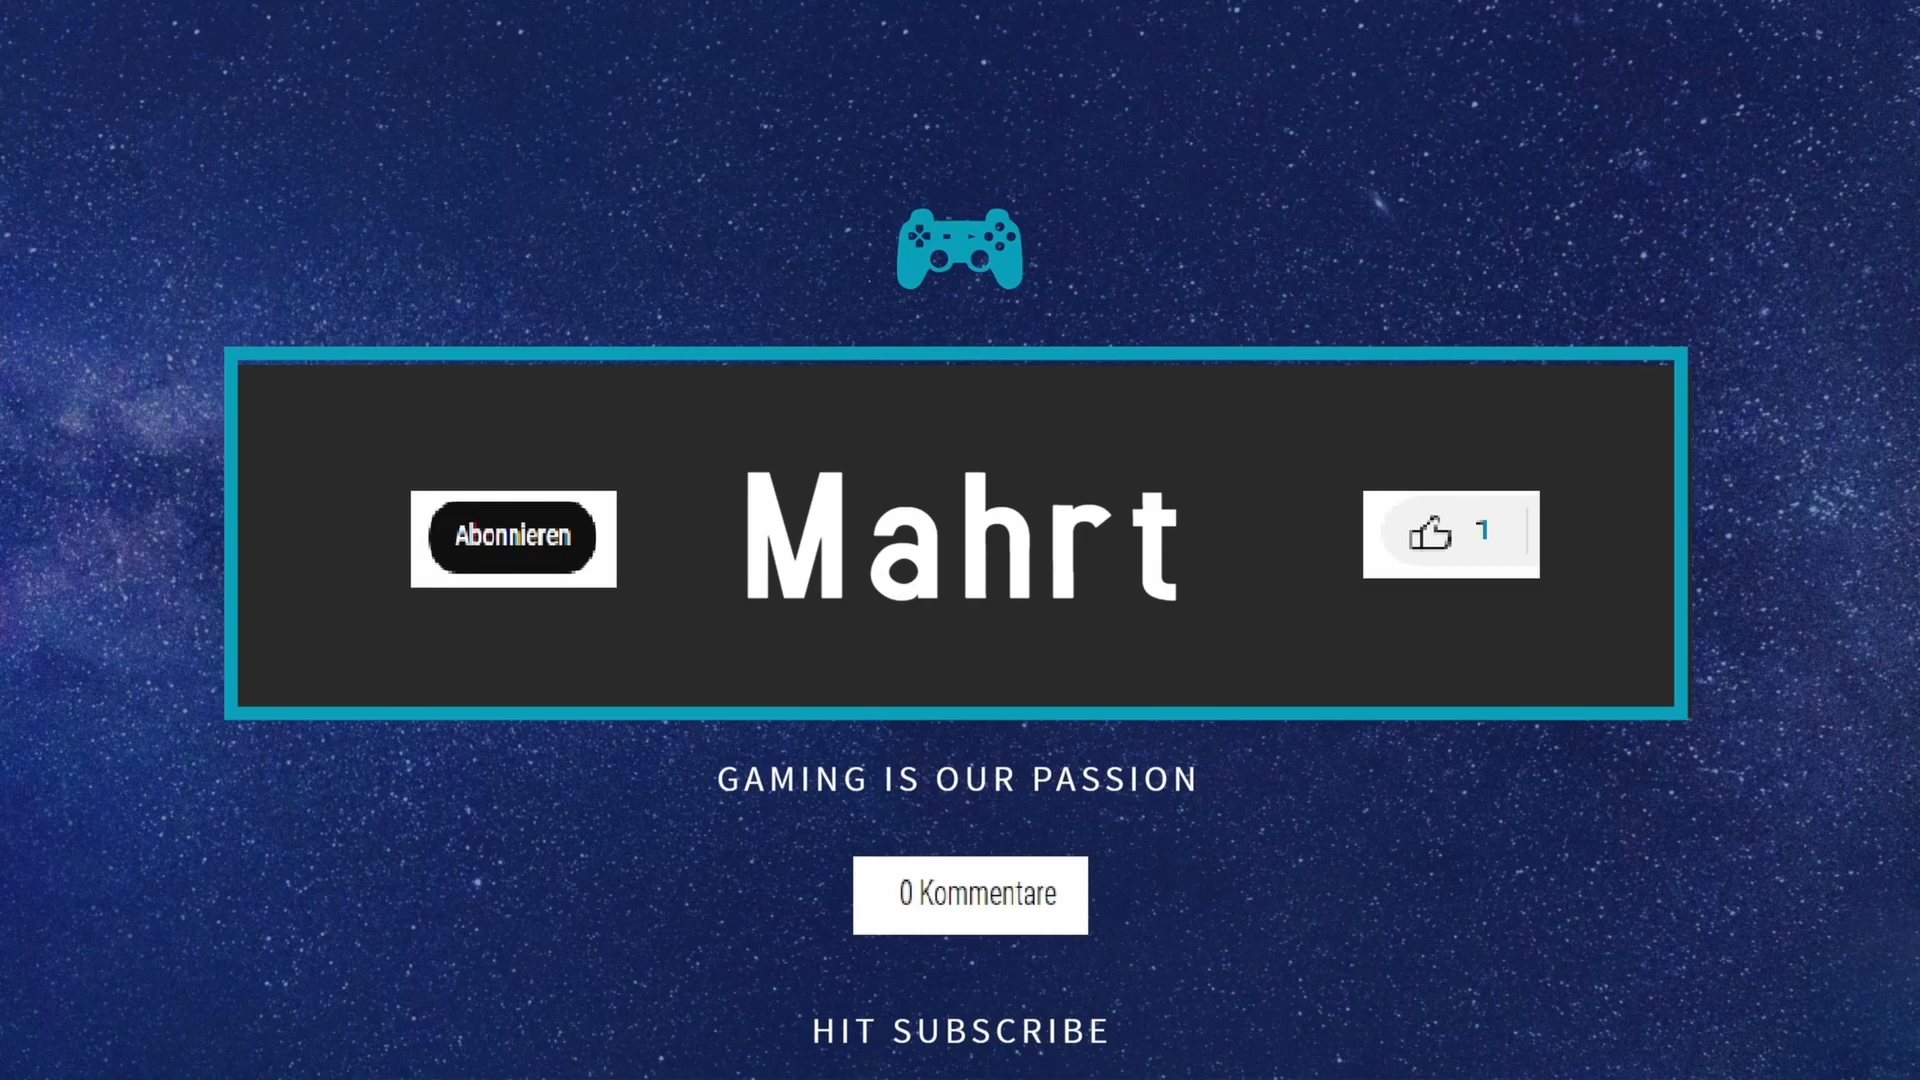 Abonnieren
Mahrt
1
GAMING IS OUR PASSION
0 Kommentare
HIT SUBSCRIBE